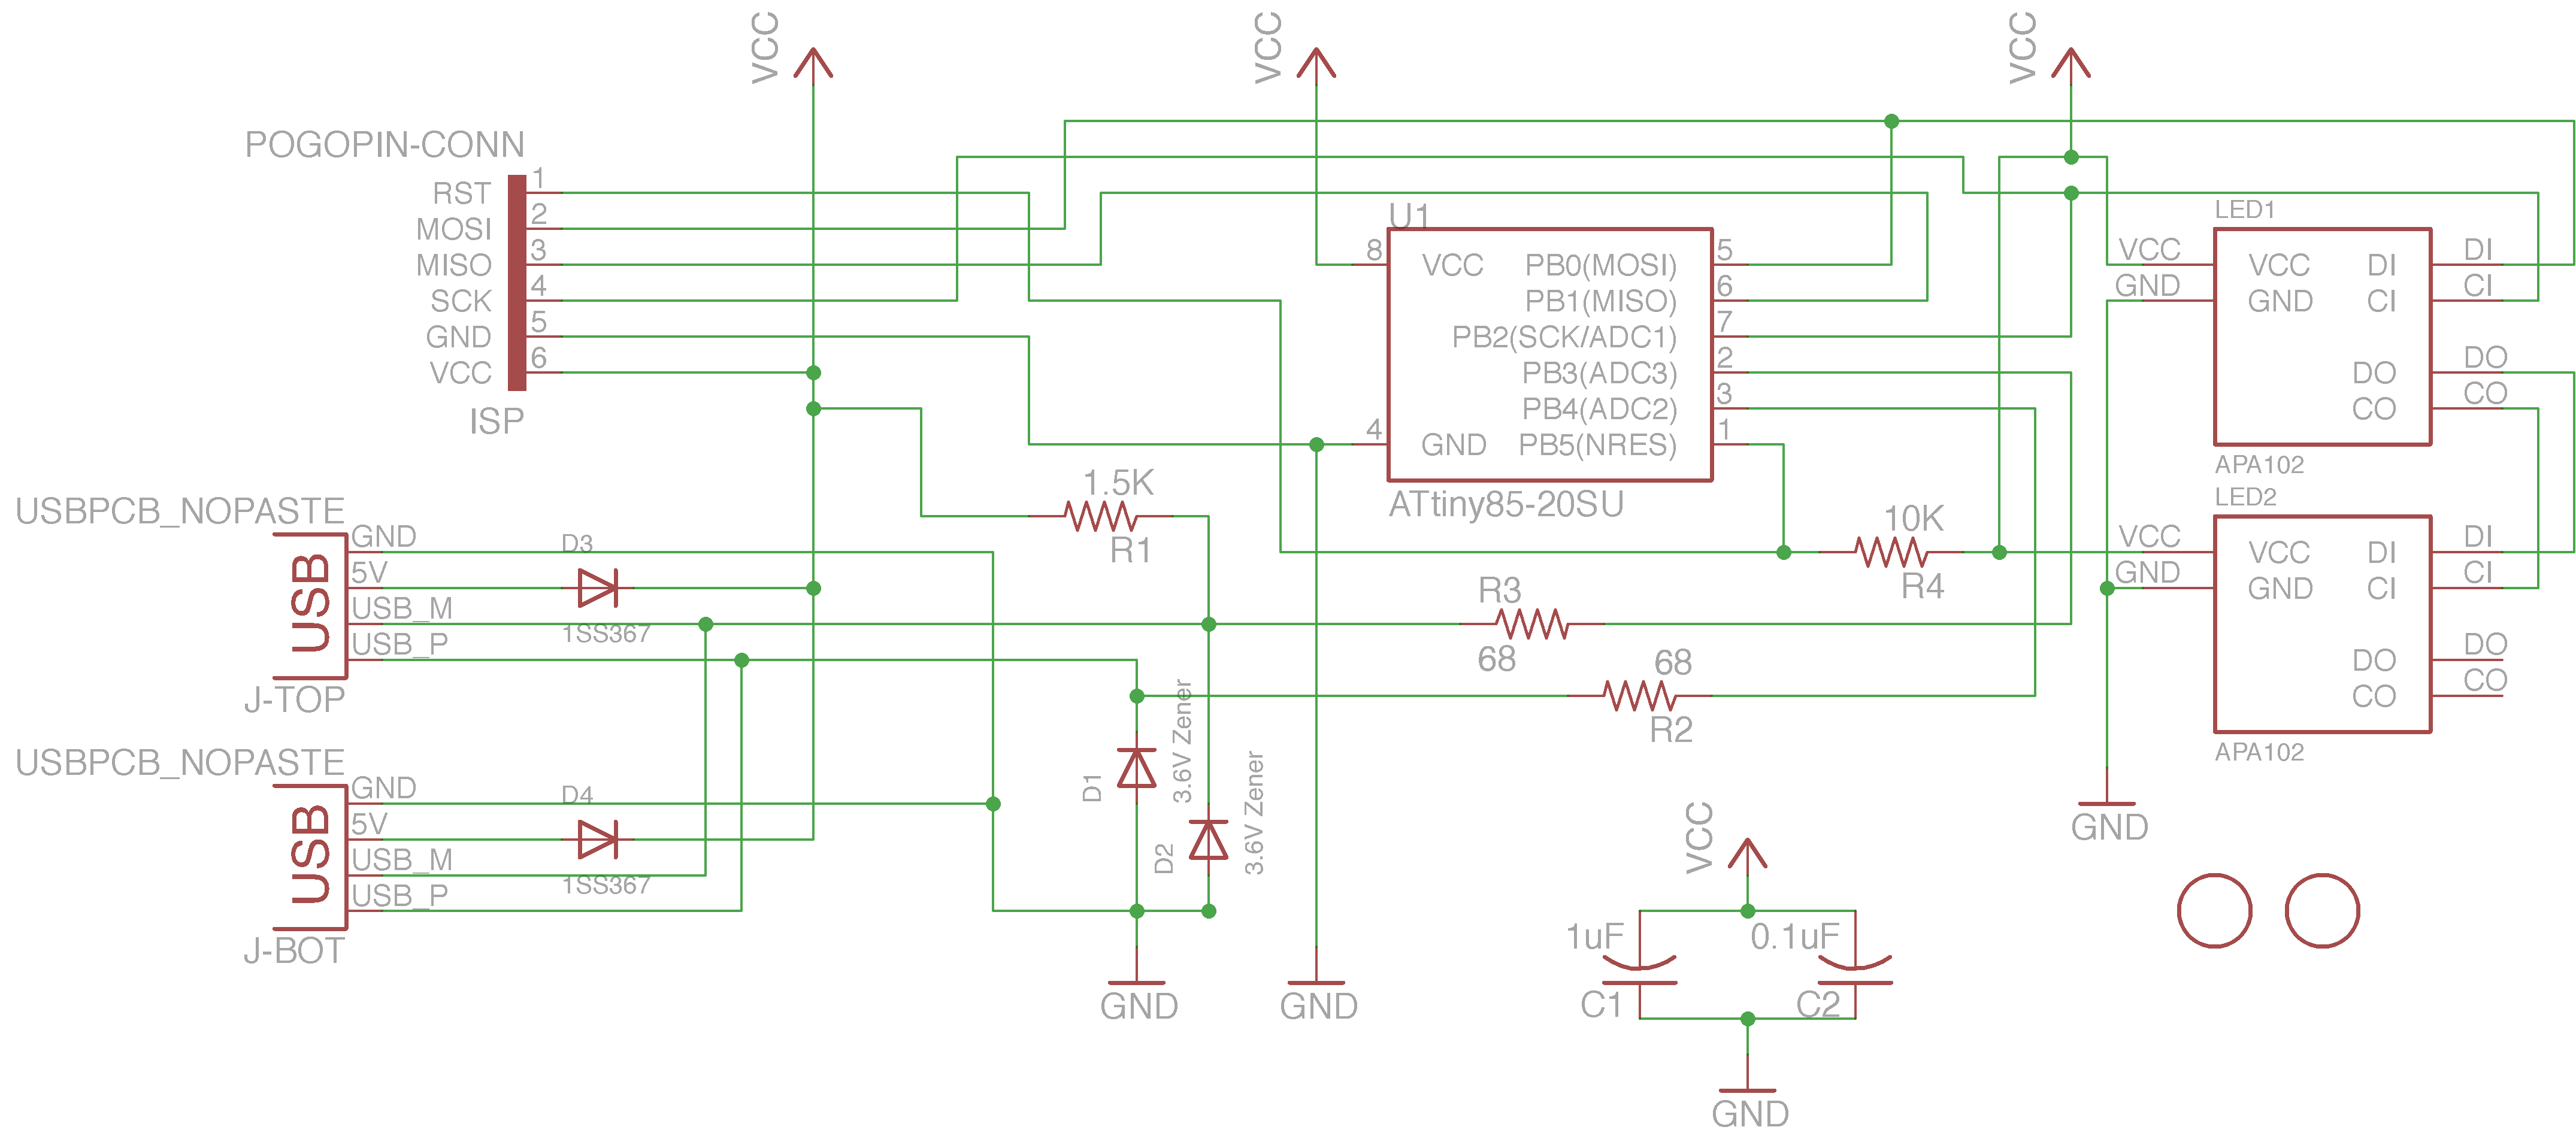 VCC
VCC
VCC
POGOPIN-CONN
RST 1
MOSI 2
MISO 3
SCK 4
GND 5
VCC 6
ISP
U1
8 VCC PB0(MOSI) 5
PB1(MISO) 6
PB2(SCK/ADC1) 7
PB3(ADC3) 2
PB4(ADC2) 3
4 GND PB5(NRES) 1
ATtiny85-20SU
LED1
VCC VCC DI DI
GND GND CI CI
DO DO
CO CO
APA102
LED2
VCC VCC DI DI
GND GND CI CI
DO DO
CO CO
APA102
GND
1.5K
R1
10K
R4
R3
68
68
R2
USBPCB_NOPASTE
USB
GND
5V
USB_M
USB_P
J-TOP
D3
1SS367
USBPCB_NOPASTE
USB
GND
5V
USB_M
USB_P
J-BOT
D4
1SS367
D1
3.6V Zener
D2
3.6V Zener
GND
GND
VCC
1uF
0.1uF
C1
C2
GND